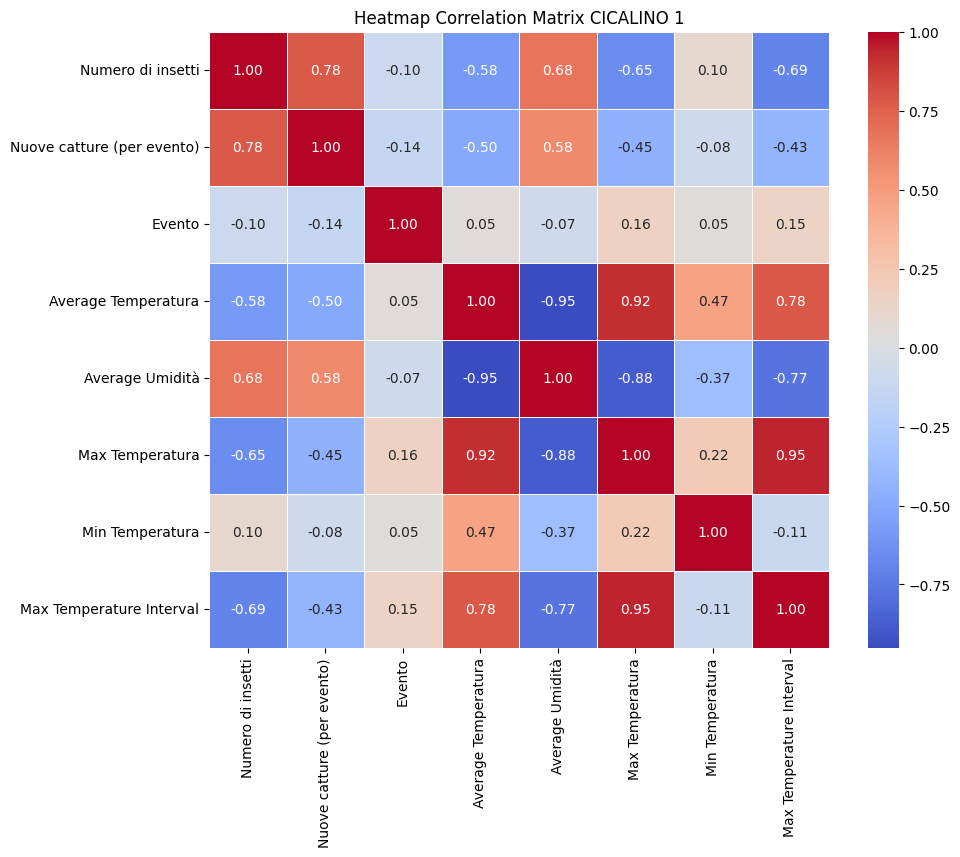 Heatmap Correlation Matrix CICALINO 1
Numero di insetti 1.00 0.78 -0.10 -0.58 0.68 -0.65 0.10 -0.69
Nuove catture (per evento) 0.78 1.00 -0.14 -0.50 0.58 -0.45 -0.08 -0.43
Evento -0.10 -0.14 1.00 0.05 -0.07 0.16 0.05 0.15
Average Temperatura -0.58 -0.50 0.05 1.00 -0.95 0.92 0.47 0.78
Average Umidità 0.68 0.58 -0.07 -0.95 1.00 -0.88 -0.37 -0.77
Max Temperatura -0.65 -0.45 0.16 0.92 -0.88 1.00 0.22 0.95
Min Temperatura 0.10 -0.08 0.05 0.47 -0.37 0.22 1.00 -0.11
Max Temperature Interval -0.69 -0.43 0.15 0.78 -0.77 0.95 -0.11 1.00
Numero di insetti
Nuove catture (per evento)
Evento
Average Temperatura
Average Umidità
Max Temperatura
Min Temperatura
Max Temperature Interval
1.00
0.75
0.50
0.25
0.00
-0.25
-0.50
-0.75